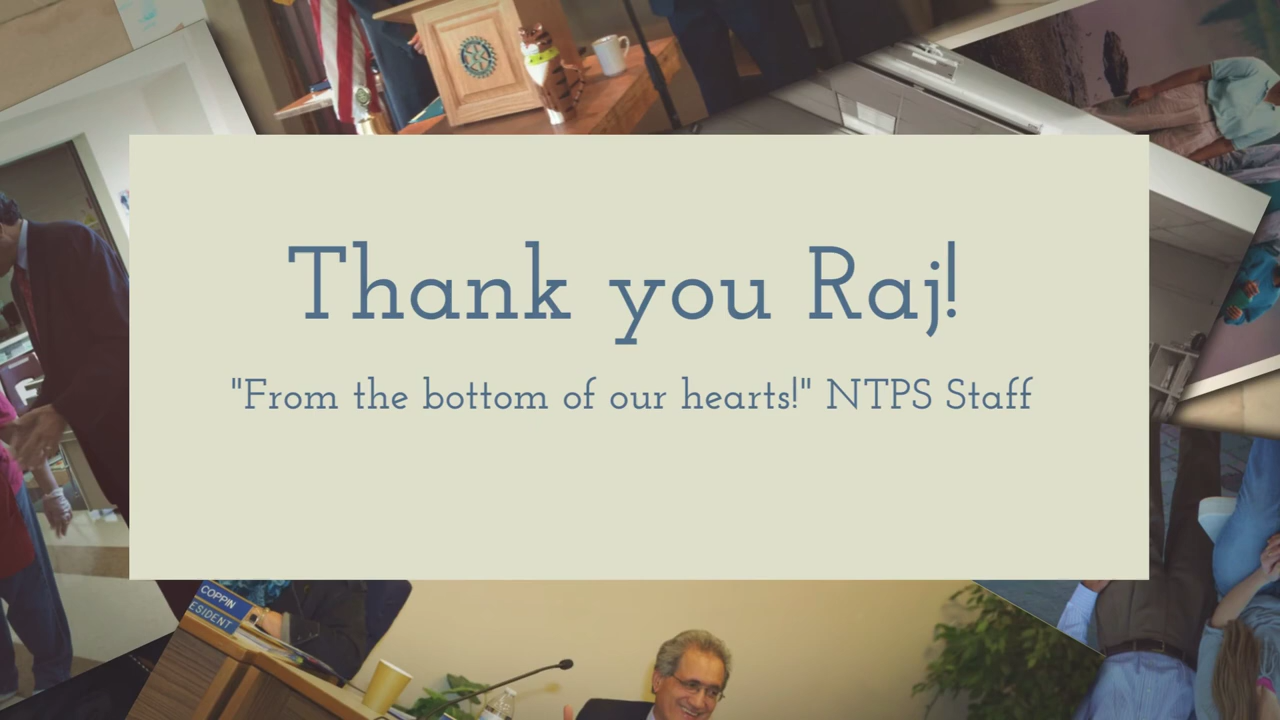 Thank you Raj!
"From the bottom of our hearts!" NTPS Staff
COPPIN
ESIDENT